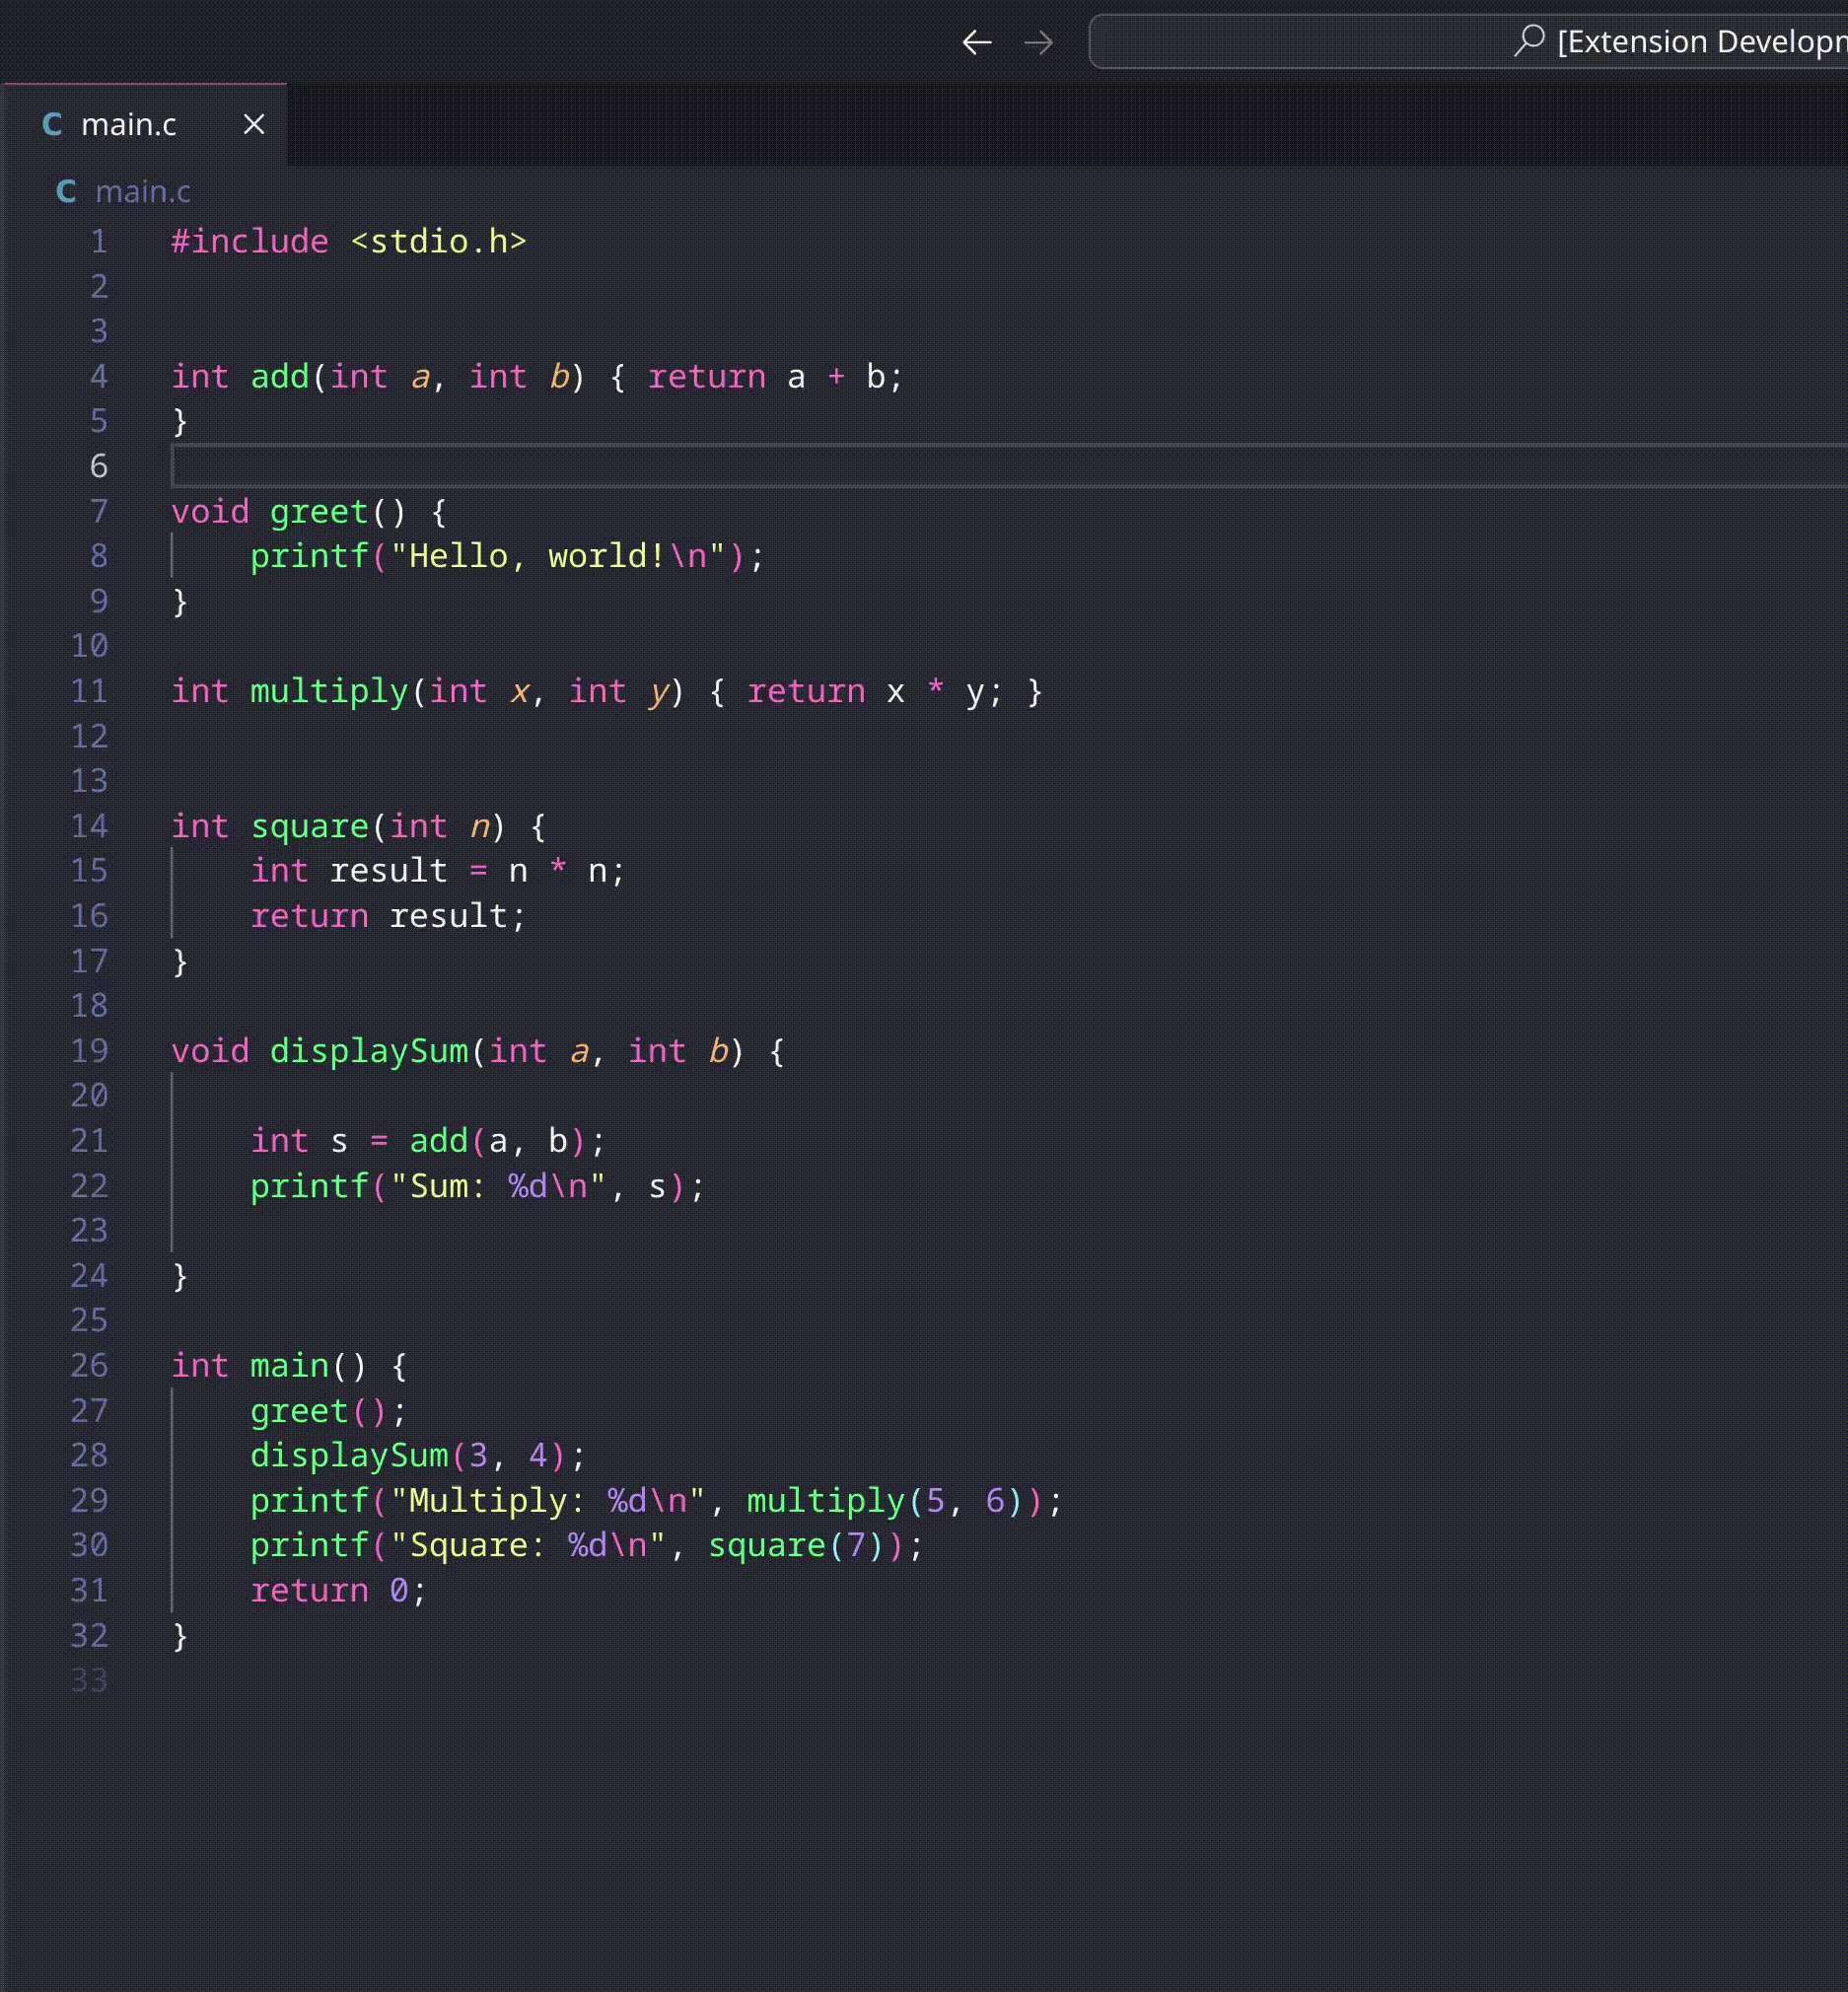 [Extension Develop
main.c
main.c
1 #include <stdio.h>
2
3
4 int add(int a, int b) { return a + b;
5 }
6
7 void greet() {
8     printf("Hello, world!\n");
9 }
10
11 int multiply(int x, int y) { return x * y; }
12
13
14 int square(int n) {
15     int result = n * n;
16     return result;
17 }
18
19 void displaySum(int a, int b) {
20
21     int s = add(a, b);
22     printf("Sum: %d\n", s);
23
24 }
25
26 int main() {
27     greet();
28     displaySum(3, 4);
29     printf("Multiply: %d\n", multiply(5, 6));
30     printf("Square: %d\n", square(7));
31     return 0;
32 }
33